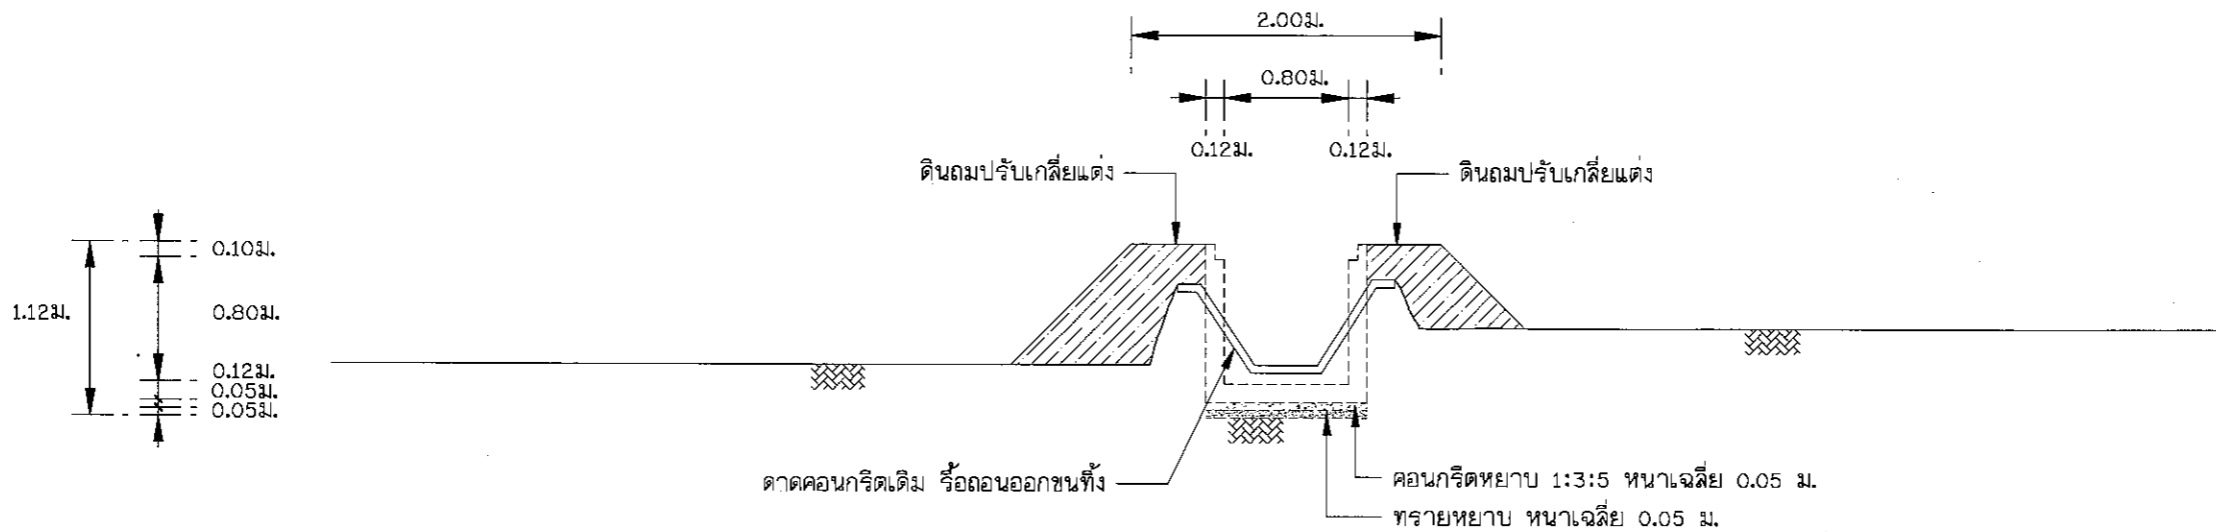 2.00ม.
0.80ม.
0.12ม. 0.12ม.
ดินถมปรับเกลี่ยแต่ง ดินถมปรับเกลี่ยแต่ง
0.10ม.
1.12ม. 0.80ม.
0.12ม.
0.05ม.
0.05ม.
ดาดคอนกรีตเดิม รื้อถอนออกขนทิ้ง
คอนกรีตหยาบ 1:3:5 หนาเฉลี่ย 0.05 ม.
ทรายหยาบ หนาเฉลี่ย 0.05 ม.